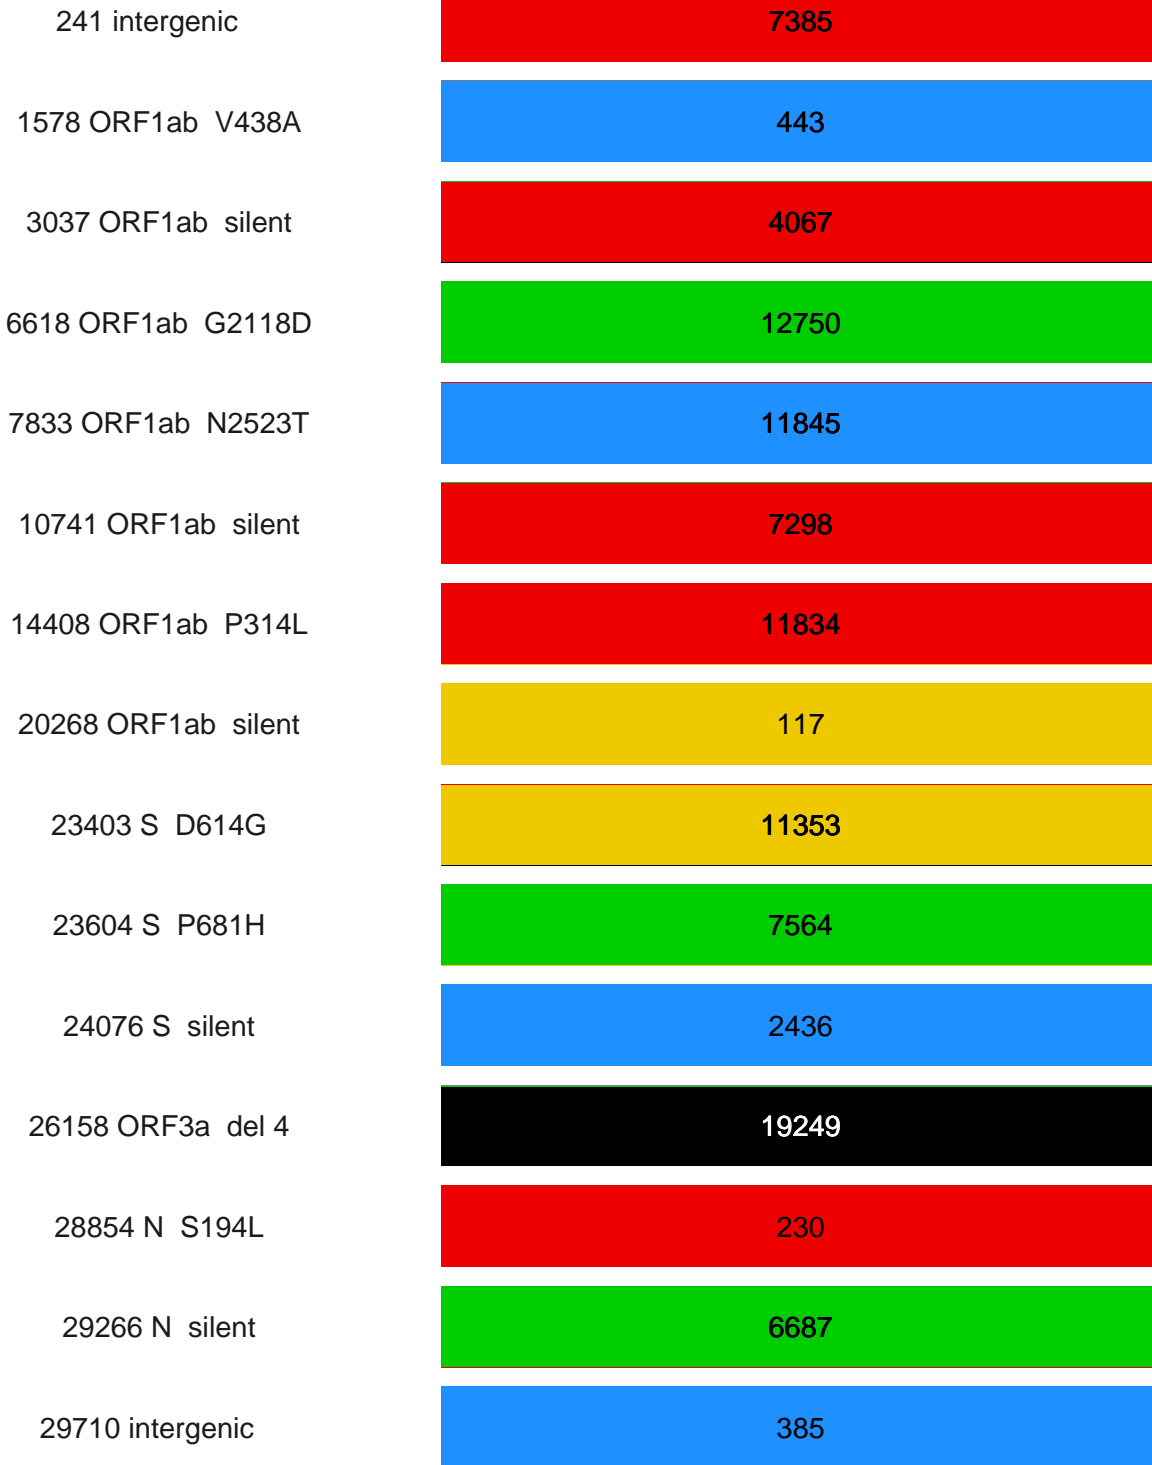 241 intergenic 7385
1578 ORF1ab V438A 443
3037 ORF1ab silent 4067
6618 ORF1ab G2118D 12750
7833 ORF1ab N2523T 11845
10741 ORF1ab silent 7298
14408 ORF1ab P314L 11834
20268 ORF1ab silent 117
23403 S D614G 11353
23604 S P681H 7564
24076 S silent 2436
26158 ORF3a del 4 19249
28854 N S194L 230
29266 N silent 6687
29710 intergenic 385